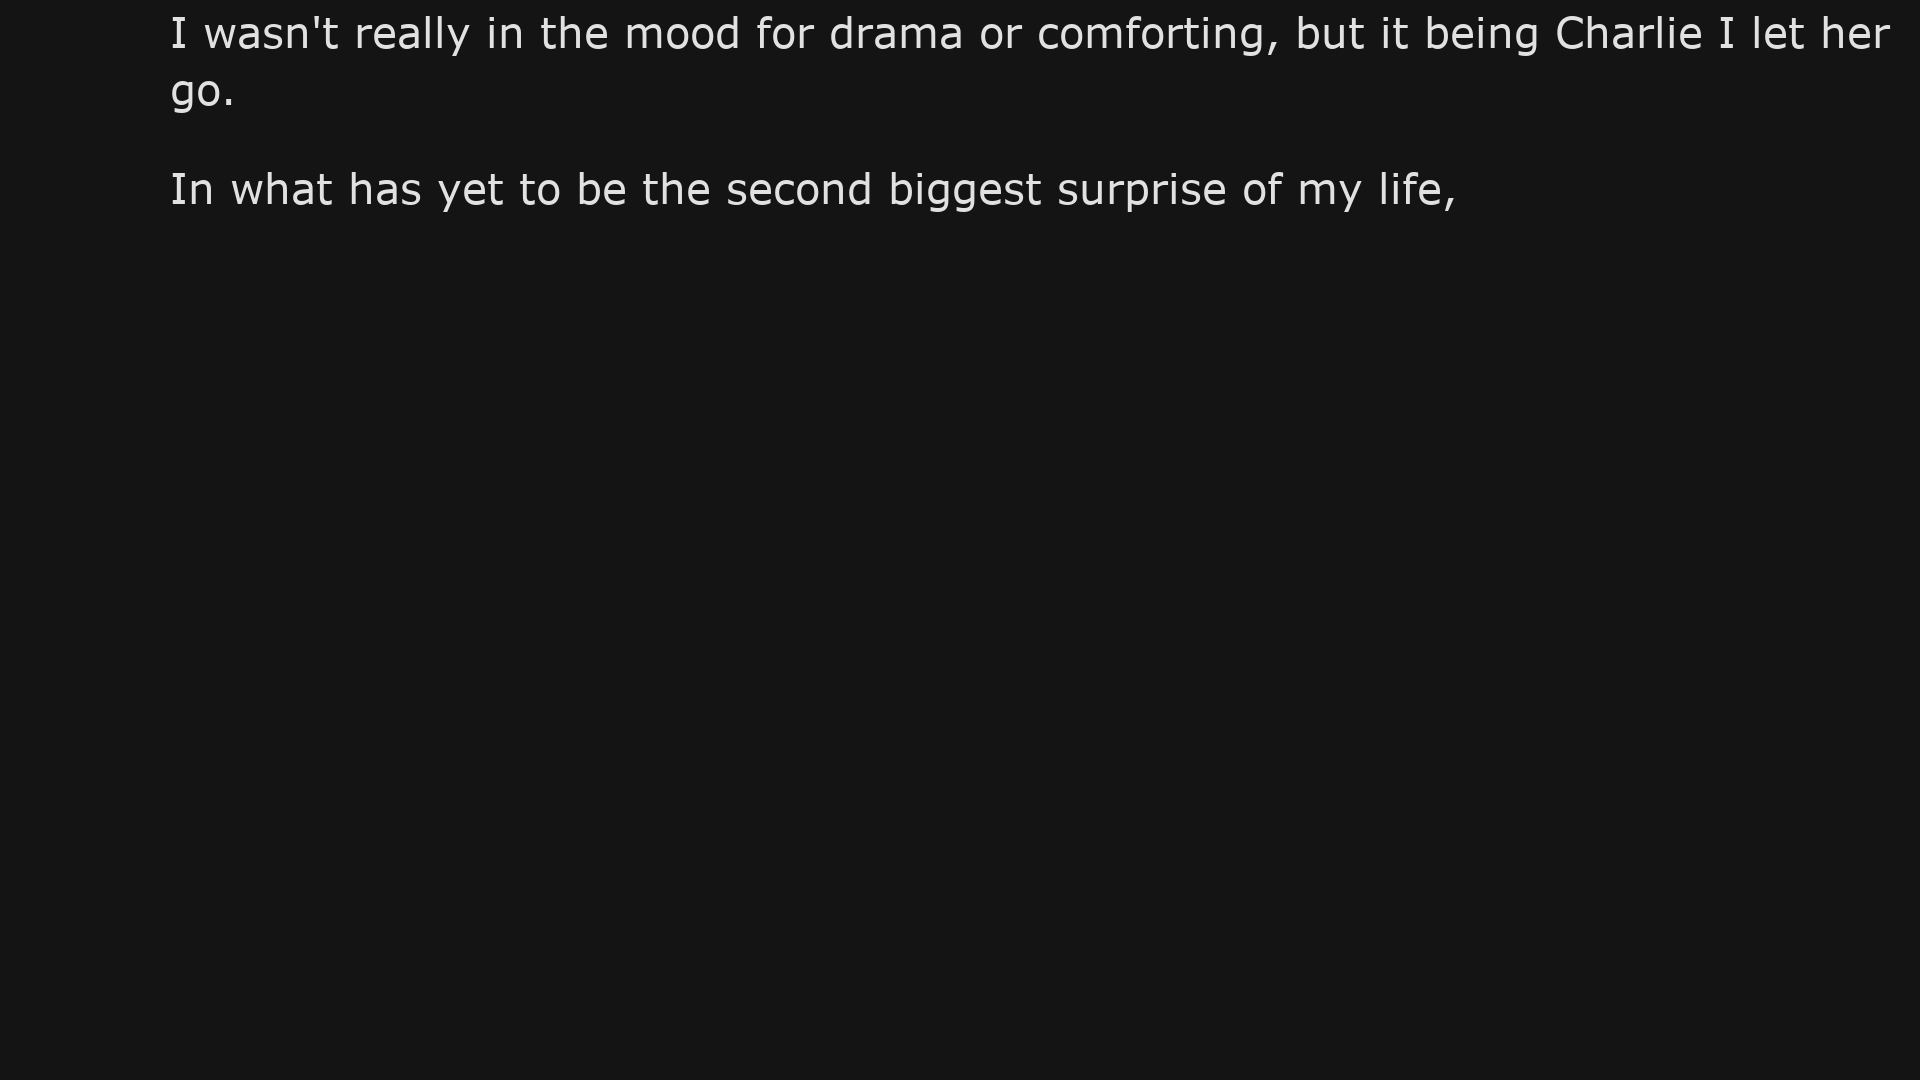 I wasn't really in the mood for drama or comforting, but it being Charlie I let her
go.
In what has yet to be the second biggest surprise of my life,